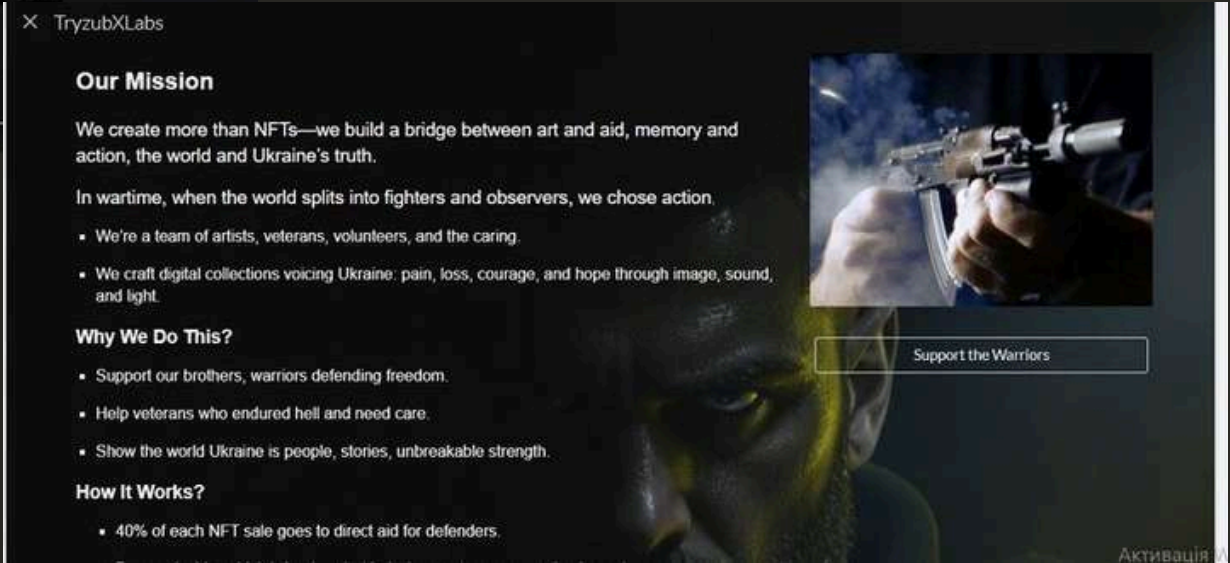 TryzubXLabs
Our Mission
We create more than NFTs—we build a bridge between art and aid, memory and
action, the world and Ukraine's truth.
In wartime, when the world splits into fighters and observers, we chose action.
▪ We're a team of artists, veterans, volunteers, and the caring.
▪ We craft digital collections voicing Ukraine: pain, loss, courage, and hope through image, sound,
and light.
Why We Do This?
▪ Support our brothers, warriors defending freedom.
▪ Help veterans who endured hell and need care.
▪ Show the world Ukraine is people, stories, unbreakable strength.
How It Works?
▪ 40% of each NFT sale goes to direct aid for defenders.
Support the Warriors
Активація W